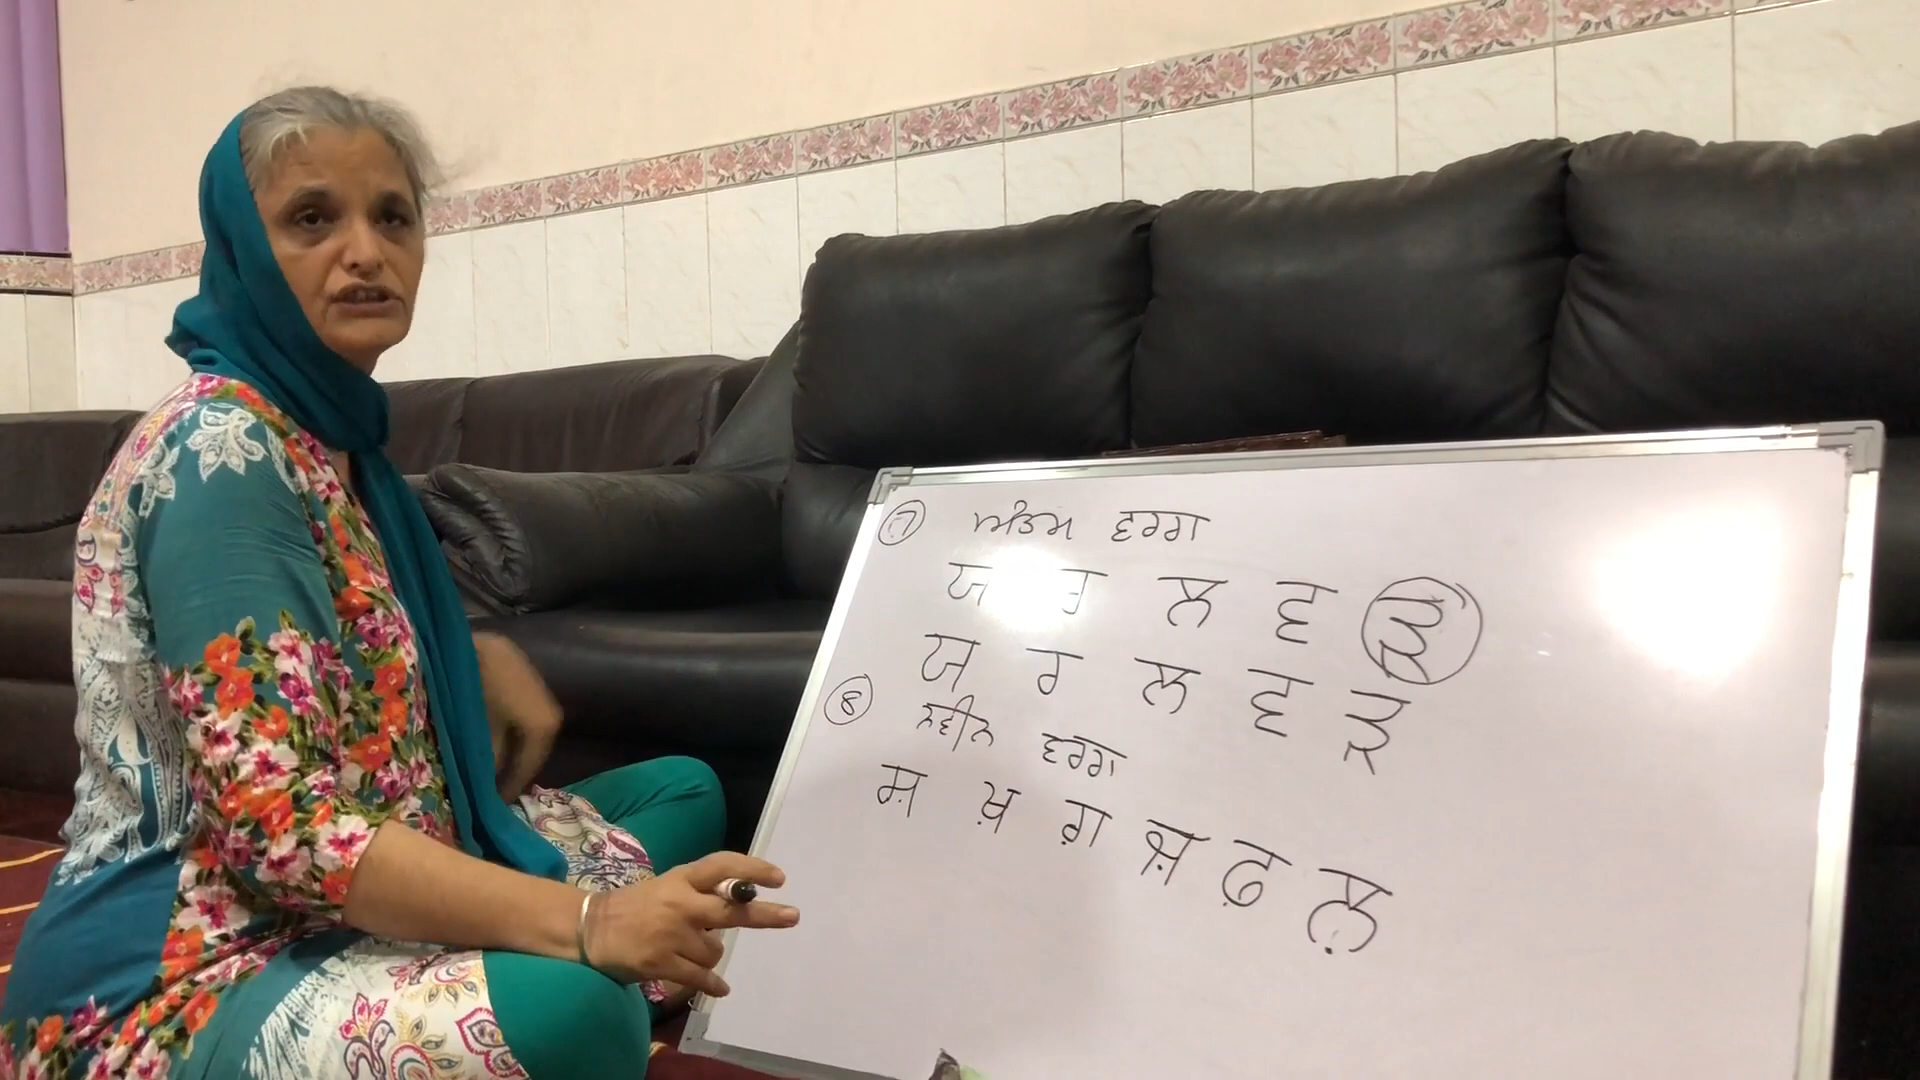 7 ਅੰਤਮ ਵਰਗ
ਯ ਰ ਲ ਵ ੜ
ਯ ਰ ਲ ਵ ੜ
8 ਨਵੀਨ ਵਰਗ
ਸ਼ ਖ਼ ਗ਼ ਜ਼ ਫ਼ ਲ਼